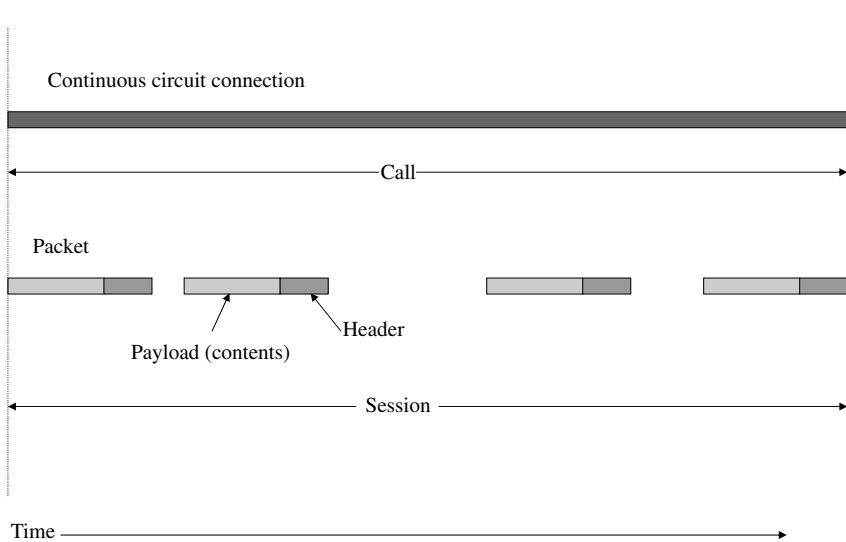 Continuous circuit connection
Call
Packet
Header
Payload (contents)
Session
Time